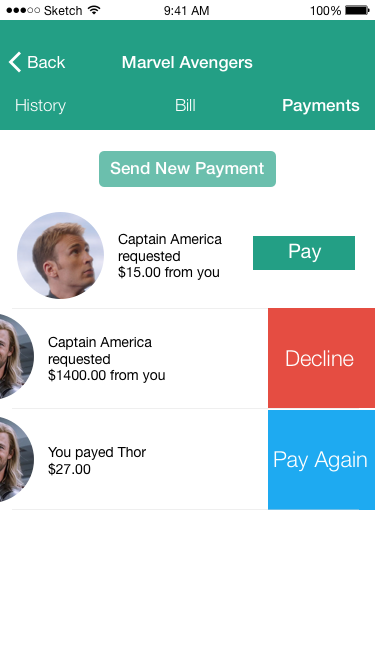 Sketch 9:41 AM 100%
Back Marvel Avengers
History Bill Payments
Send New Payment
Captain America
requested
$15.00 from you
Pay
Captain America
requested
$1400.00 from you
Decline
You payed Thor
$27.00
Pay Again